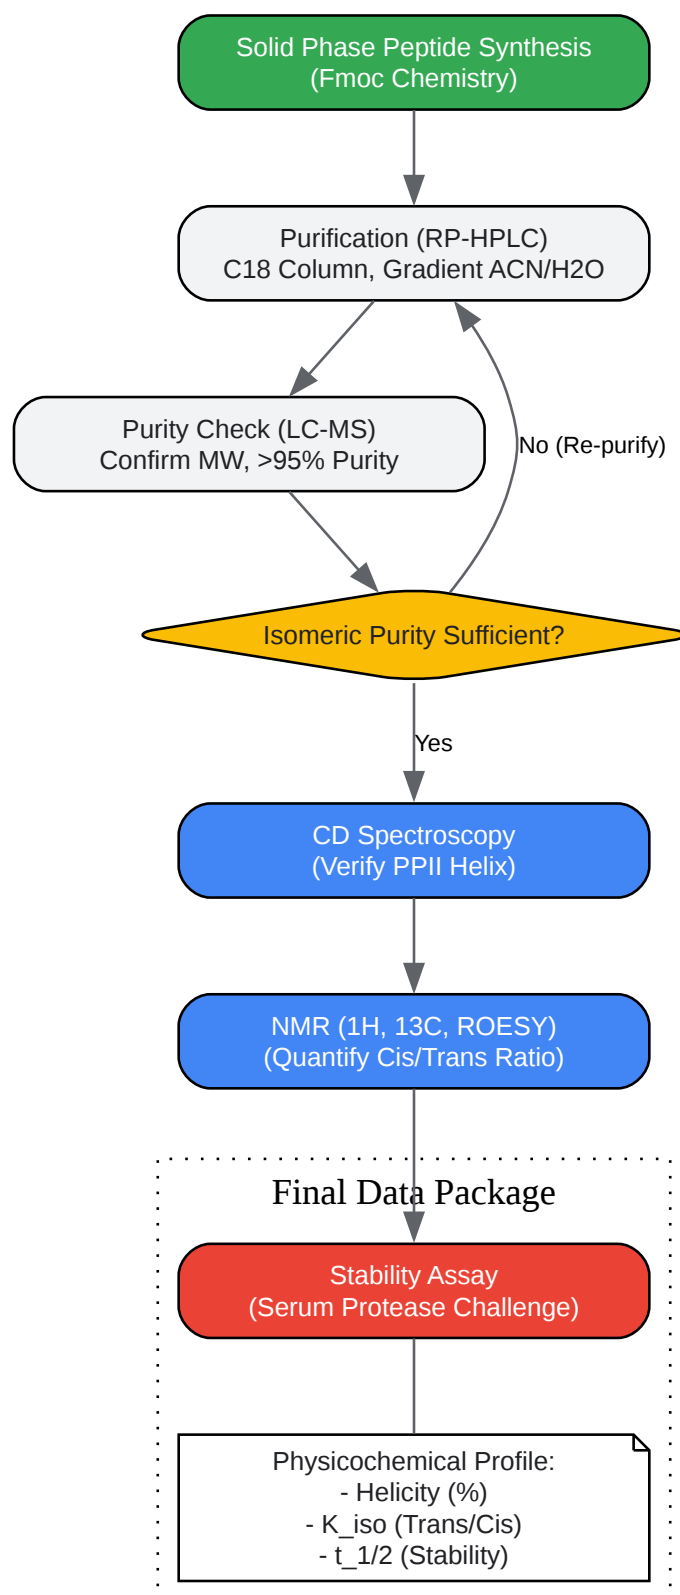 Solid Phase Peptide Synthesis
(Fmoc Chemistry)
Purification (RP-HPLC)
C18 Column, Gradient ACN/H2O
Purity Check (LC-MS)
Confirm MW, >95% Purity
No (Re-purify)
Isomeric Purity Sufficient?
Yes
CD Spectroscopy
(Verify PPII Helix)
NMR (1H, 13C, ROESY)
(Quantify Cis/Trans Ratio)
Final Data Package
Stability Assay
(Serum Protease Challenge)
Physicochemical Profile:
- Helicity (%)
- K_iso (Trans/Cis)
- t_1/2 (Stability)